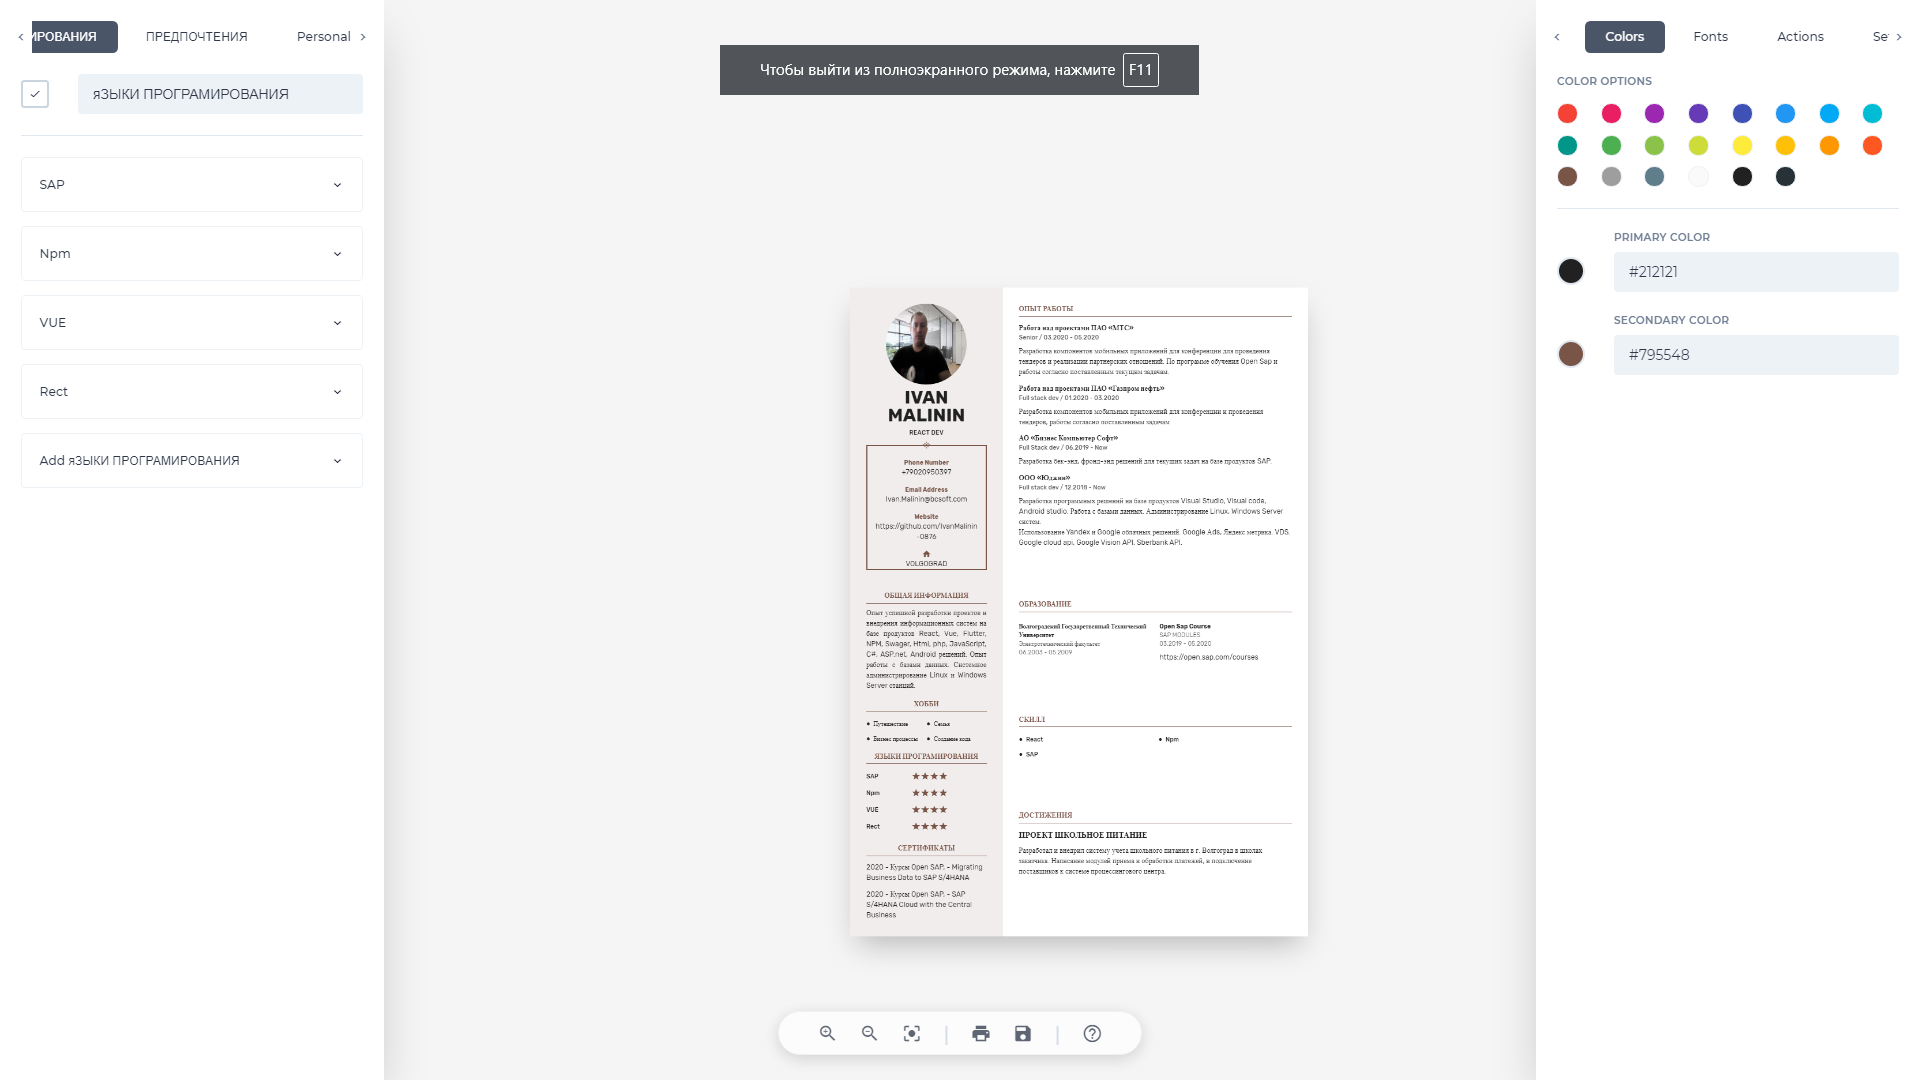 ИРОВАНИЯ
ПРЕДПОЧТЕНИЯ
Personal
яЗЫКИ ПРОГРАМИРОВАНИЯ
SAP
Npm
VUE
Rect
Add яЗЫКИ ПРОГРАМИРОВАНИЯ
Чтобы выйти из полноэкранного режима, нажмите F11
IVAN
MALININ
REACT DEV
Phone Number
+79020950397
Email Address
Ivan.Malinin@bcsoft.com
Website
https://github.com/IvanMalinin
-0876
VOLGOGRAD
ОБЩАЯ ИНФОРМАЦИЯ
Опыт успешной разработки проектов и
внедрения информационных систем на
базе продуктов React, Vue, Flutter,
NPM, Swager, Html, php, JavaScript,
C#, ASP.net, Android решений. Опыт
работы с базами данных. Системное
администрирование Linux и Windows
Server станций.
ХОББИ
Путешествие
Семья
Бизнес процессы
Создание кода
ЯЗЫКИ ПРОГРАМИРОВАНИЯ
SAP
Npm
VUE
Rect
СЕРТИФИКАТЫ
2020 - Курсы Open SAP. - Migrating
Business Data to SAP S/4HANA
2020 - Курсы Open SAP. - SAP
S/4HANA Cloud with the Central
Business
ОПЫТ РАБОТЫ
Работа над проектами ПАО «МТС»
Senior / 03.2020 - 05.2020
Разработка компонентов мобильных приложений для конференции для проведения
тендеров и реализации партнерских отношений. По програме обучения Open Sap и
работы согласно поставленным текущим задачам.
Работа над проектами ПАО «Газпром нефть»
Full stack dev / 01.2020 - 03.2020
Разработка компонентов мобильных приложений для конференции и проведения
тендеров, работы согласно поставленным задачам
АО «Бизнес Компьютер Софт»
Full Stack dev / 06.2019 - Now
Разработка бек-энд, фронд-энд решений для текущих задач на базе продуктов SAP.
ООО «Юджин»
Full stack dev / 12.2018 - Now
Разработка программных решений на базе продуктов Visual Studio, Visual code,
Android studio. Работа с базами данных. Администрирование Linux, Windows Server
систем.
Использование Yandex и Google облачных решений. Google Ads, Яндекс метрика. VDS.
Google cloud api, Google Vision API, Sberbank API.
ОБРАЗОВАНИЕ
Волгоградский Государственный Технический
Университет
Электротехнический факультет
06.2003 - 05.2009
Open Sap Course
SAP MODULES
03.2019 - 05.2020
https://open.sap.com/courses
СКИЛЛ
React
Npm
SAP
ДОСТИЖЕНИЯ
ПРОЕКТ ШКОЛЬНОЕ ПИТАНИЕ
Разработал и внедрил систему учета школьного питания в г. Волгоград в школах
заказчика. Написание модулей приема и обработки платежей, и подключение
поставщиков к системе процессингового центра.
Colors
Fonts
Actions
Se
COLOR OPTIONS
PRIMARY COLOR
#212121
SECONDARY COLOR
#795548